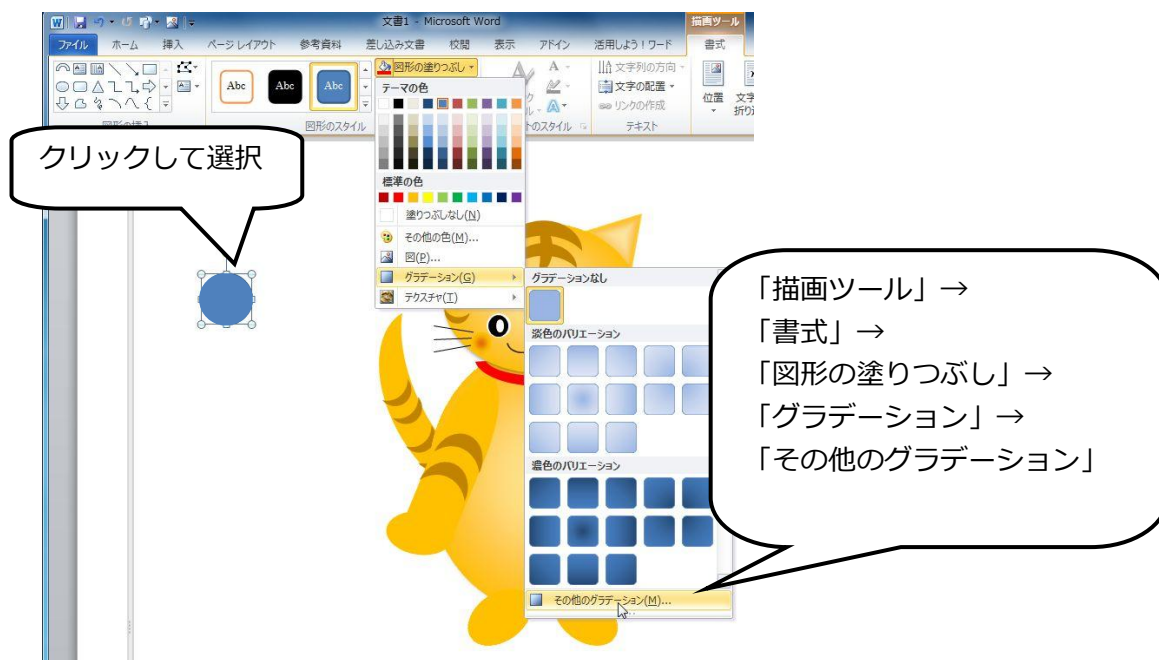 文書1 - Microsoft Word
描画ツール
ファイル ホーム 挿入 ページ レイアウト 参考資料 差し込み文書 校閲 表示 アドイン 活用しよう！ワード 書式
Abc Abc Abc
図形の塗りつぶし
A
文字列の方向
文字の配置
リンクの作成
位置
図形のスタイル
テキスト
テーマの色
標準の色
塗りつぶしなし(N)
その他の色(M)...
図(P)...
グラデーション(G)
テクスチャ(T)
グラデーションなし
淡色のバリエーション
濃色のバリエーション
その他のグラデーション(M)...
クリックして選択
「描画ツール」→
「書式」→
「図形の塗りつぶし」→
「グラデーション」→
「その他のグラデーション」